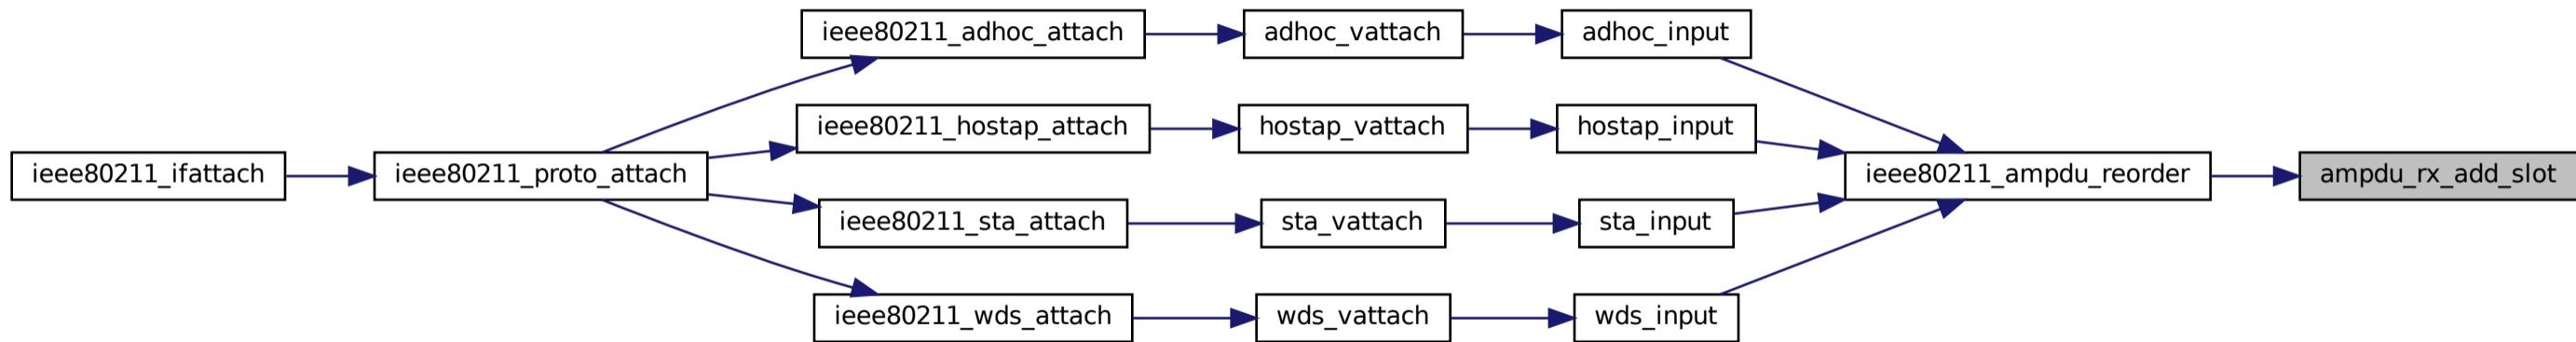 ieee80211_adhoc_attach
adhoc_vattach
adhoc_input
ieee80211_hostap_attach
hostap_vattach
hostap_input
ieee80211_ifattach
ieee80211_proto_attach
ieee80211_ampdu_reorder
ampdu_rx_add_slot
ieee80211_sta_attach
sta_vattach
sta_input
ieee80211_wds_attach
wds_vattach
wds_input